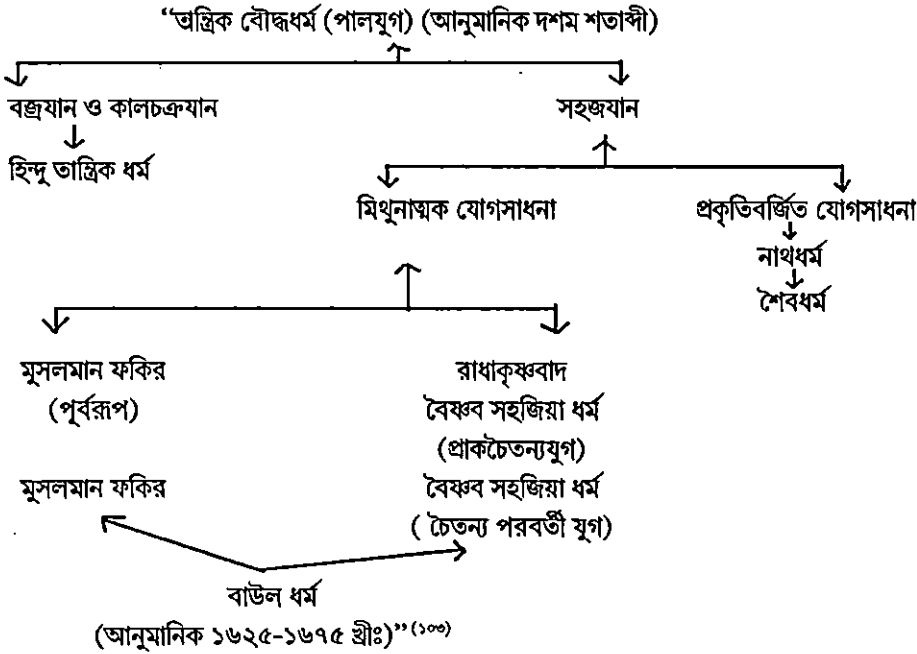 “তান্ত্রিক বৌদ্ধধর্ম (পালযুগ) (আনুমানিক দশম শতাব্দী)
বজ্রযান ও কালচক্রযান
সহজযান
হিন্দু তান্ত্রিক ধর্ম
মিথুনাত্মক যোগসাধনা
প্রকৃতিবর্জিত যোগসাধনা
নাথধর্ম
শৈবধর্ম
মুসলমান ফকির
(পূর্বরূপ)
রাধাকৃষ্ণবাদ
বৈষ্ণব সহজিয়া ধর্ম
(প্রাকচৈতন্যযুগ)
মুসলমান ফকির
বৈষ্ণব সহজিয়া ধর্ম
( চৈতন্য পরবর্তী যুগ)
বাউল ধর্ম
(আনুমানিক ১৬২৫-১৬৭৫ খ্রীঃ)” (১০৩)